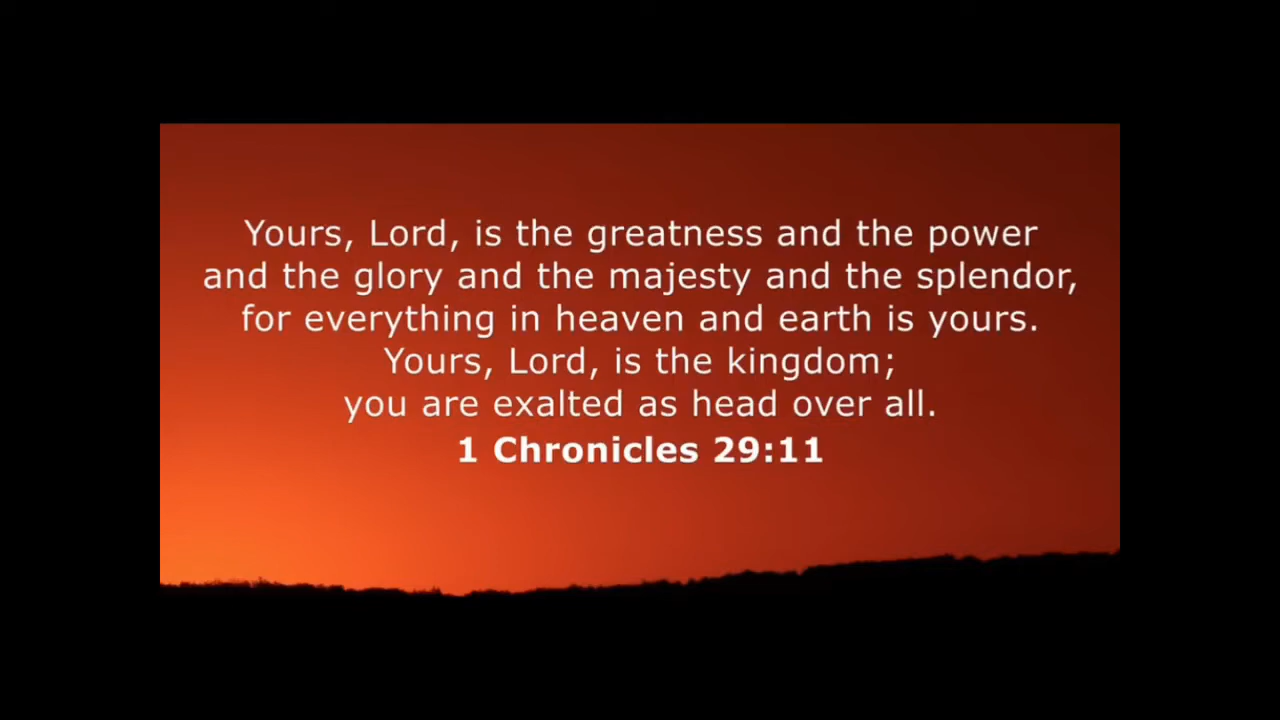 Yours, Lord, is the greatness and the power
and the glory and the majesty and the splendor,
for everything in heaven and earth is yours.
Yours, Lord, is the kingdom;
you are exalted as head over all.
1 Chronicles 29:11